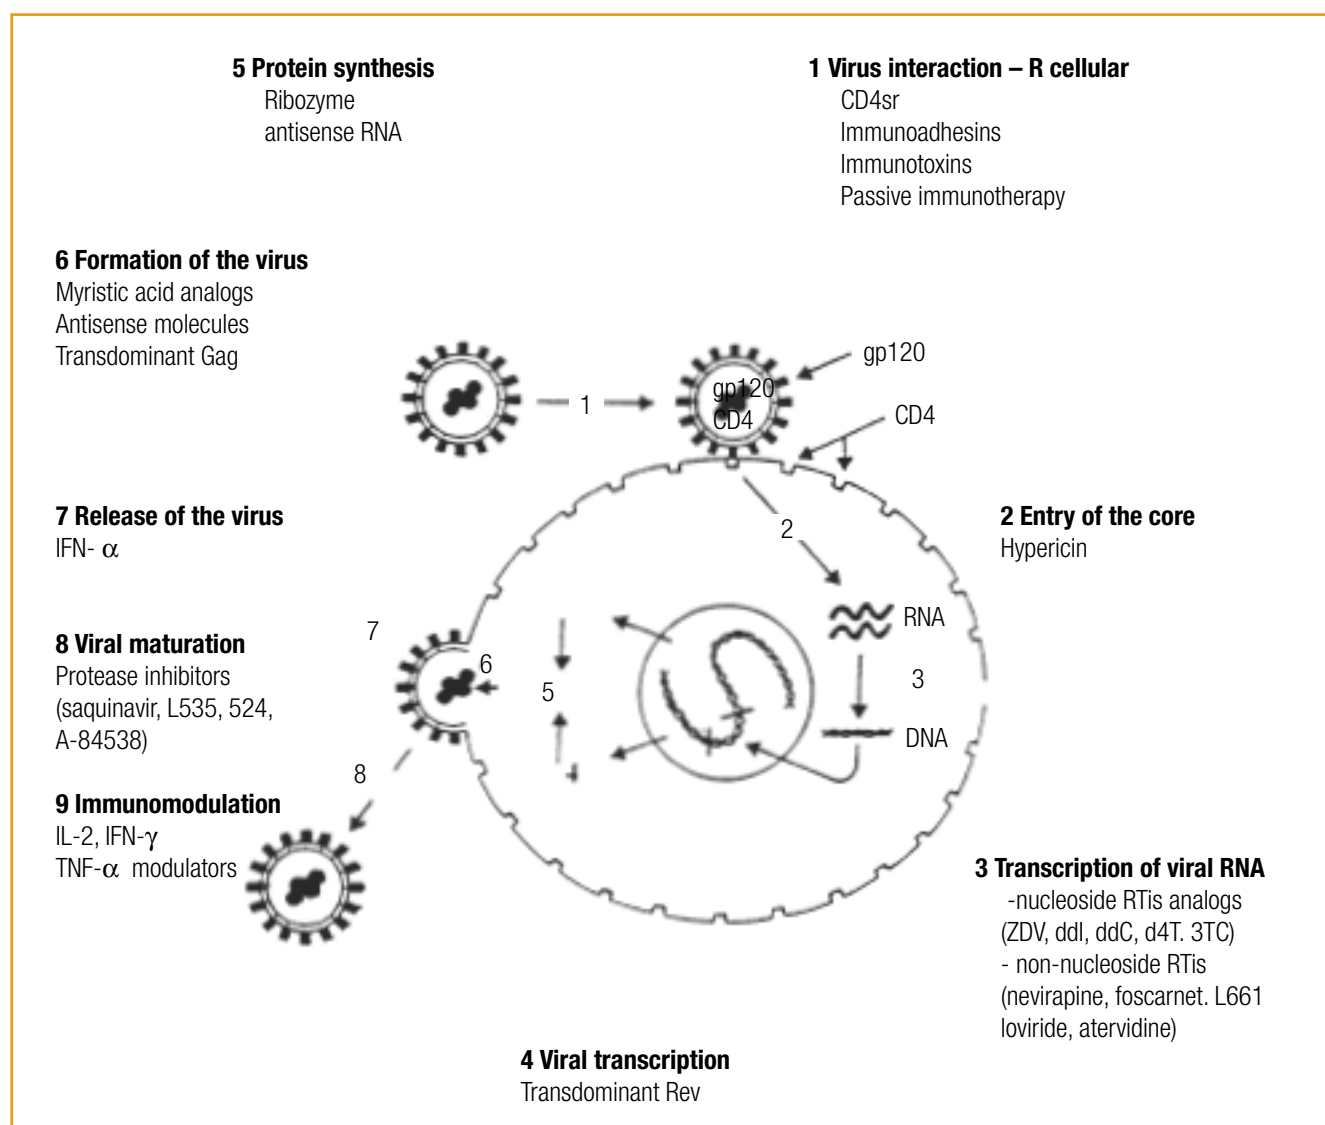 5 Protein synthesis
Ribozyme
antisense RNA
1 Virus interaction – R cellular
CD4sr
Immunoadhesins
Immunotoxins
Passive immunotherapy
6 Formation of the virus
Myristic acid analogs
Antisense molecules
Transdominant Gag
gp120
gp120
CD4
CD4
1
2
7 Release of the virus
IFN- α
2 Entry of the core
Hypericin
RNA
3
DNA
7
6
5
8
8 Viral maturation
Protease inhibitors
(saquinavir, L535, 524,
A-84538)
9 Immunomodulation
IL-2, IFN-γ
TNF-α modulators
3 Transcription of viral RNA
-nucleoside RTis analogs
(ZDV, ddI, ddC, d4T. 3TC)
- non-nucleoside RTis
(nevirapine, foscarnet. L661
loviride, atervidine)
4 Viral transcription
Transdominant Rev